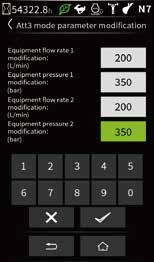 54322.8h N7
Att3 mode parameter modification
Equipment flow rate 1
modification:
(L/min)
200
Equipment pressure 1
modification:
(bar)
350
Equipment flow rate 2
modification:
(L/min)
200
Equipment pressure 2
modification:
(bar)
350
1 2 3 4 5
6 7 8 9 0